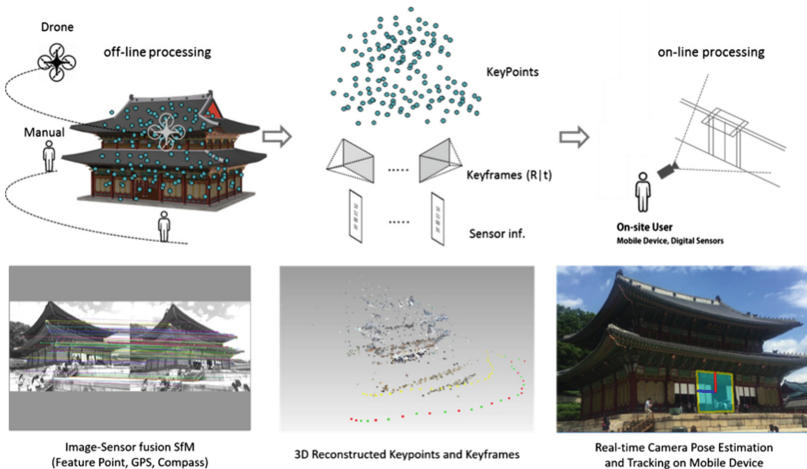 Drone
off-line processing
on-line processing
KeyPoints
Manual
Keyframes (R|t)
Sensor inf.
On-site User
Mobile Device, Digital Sensors
Image-Sensor fusion SfM
(Feature Point, GPS, Compass)
3D Reconstructed Keypoints and Keyframes
Real-time Camera Pose Estimation
and Tracking on Mobile Device